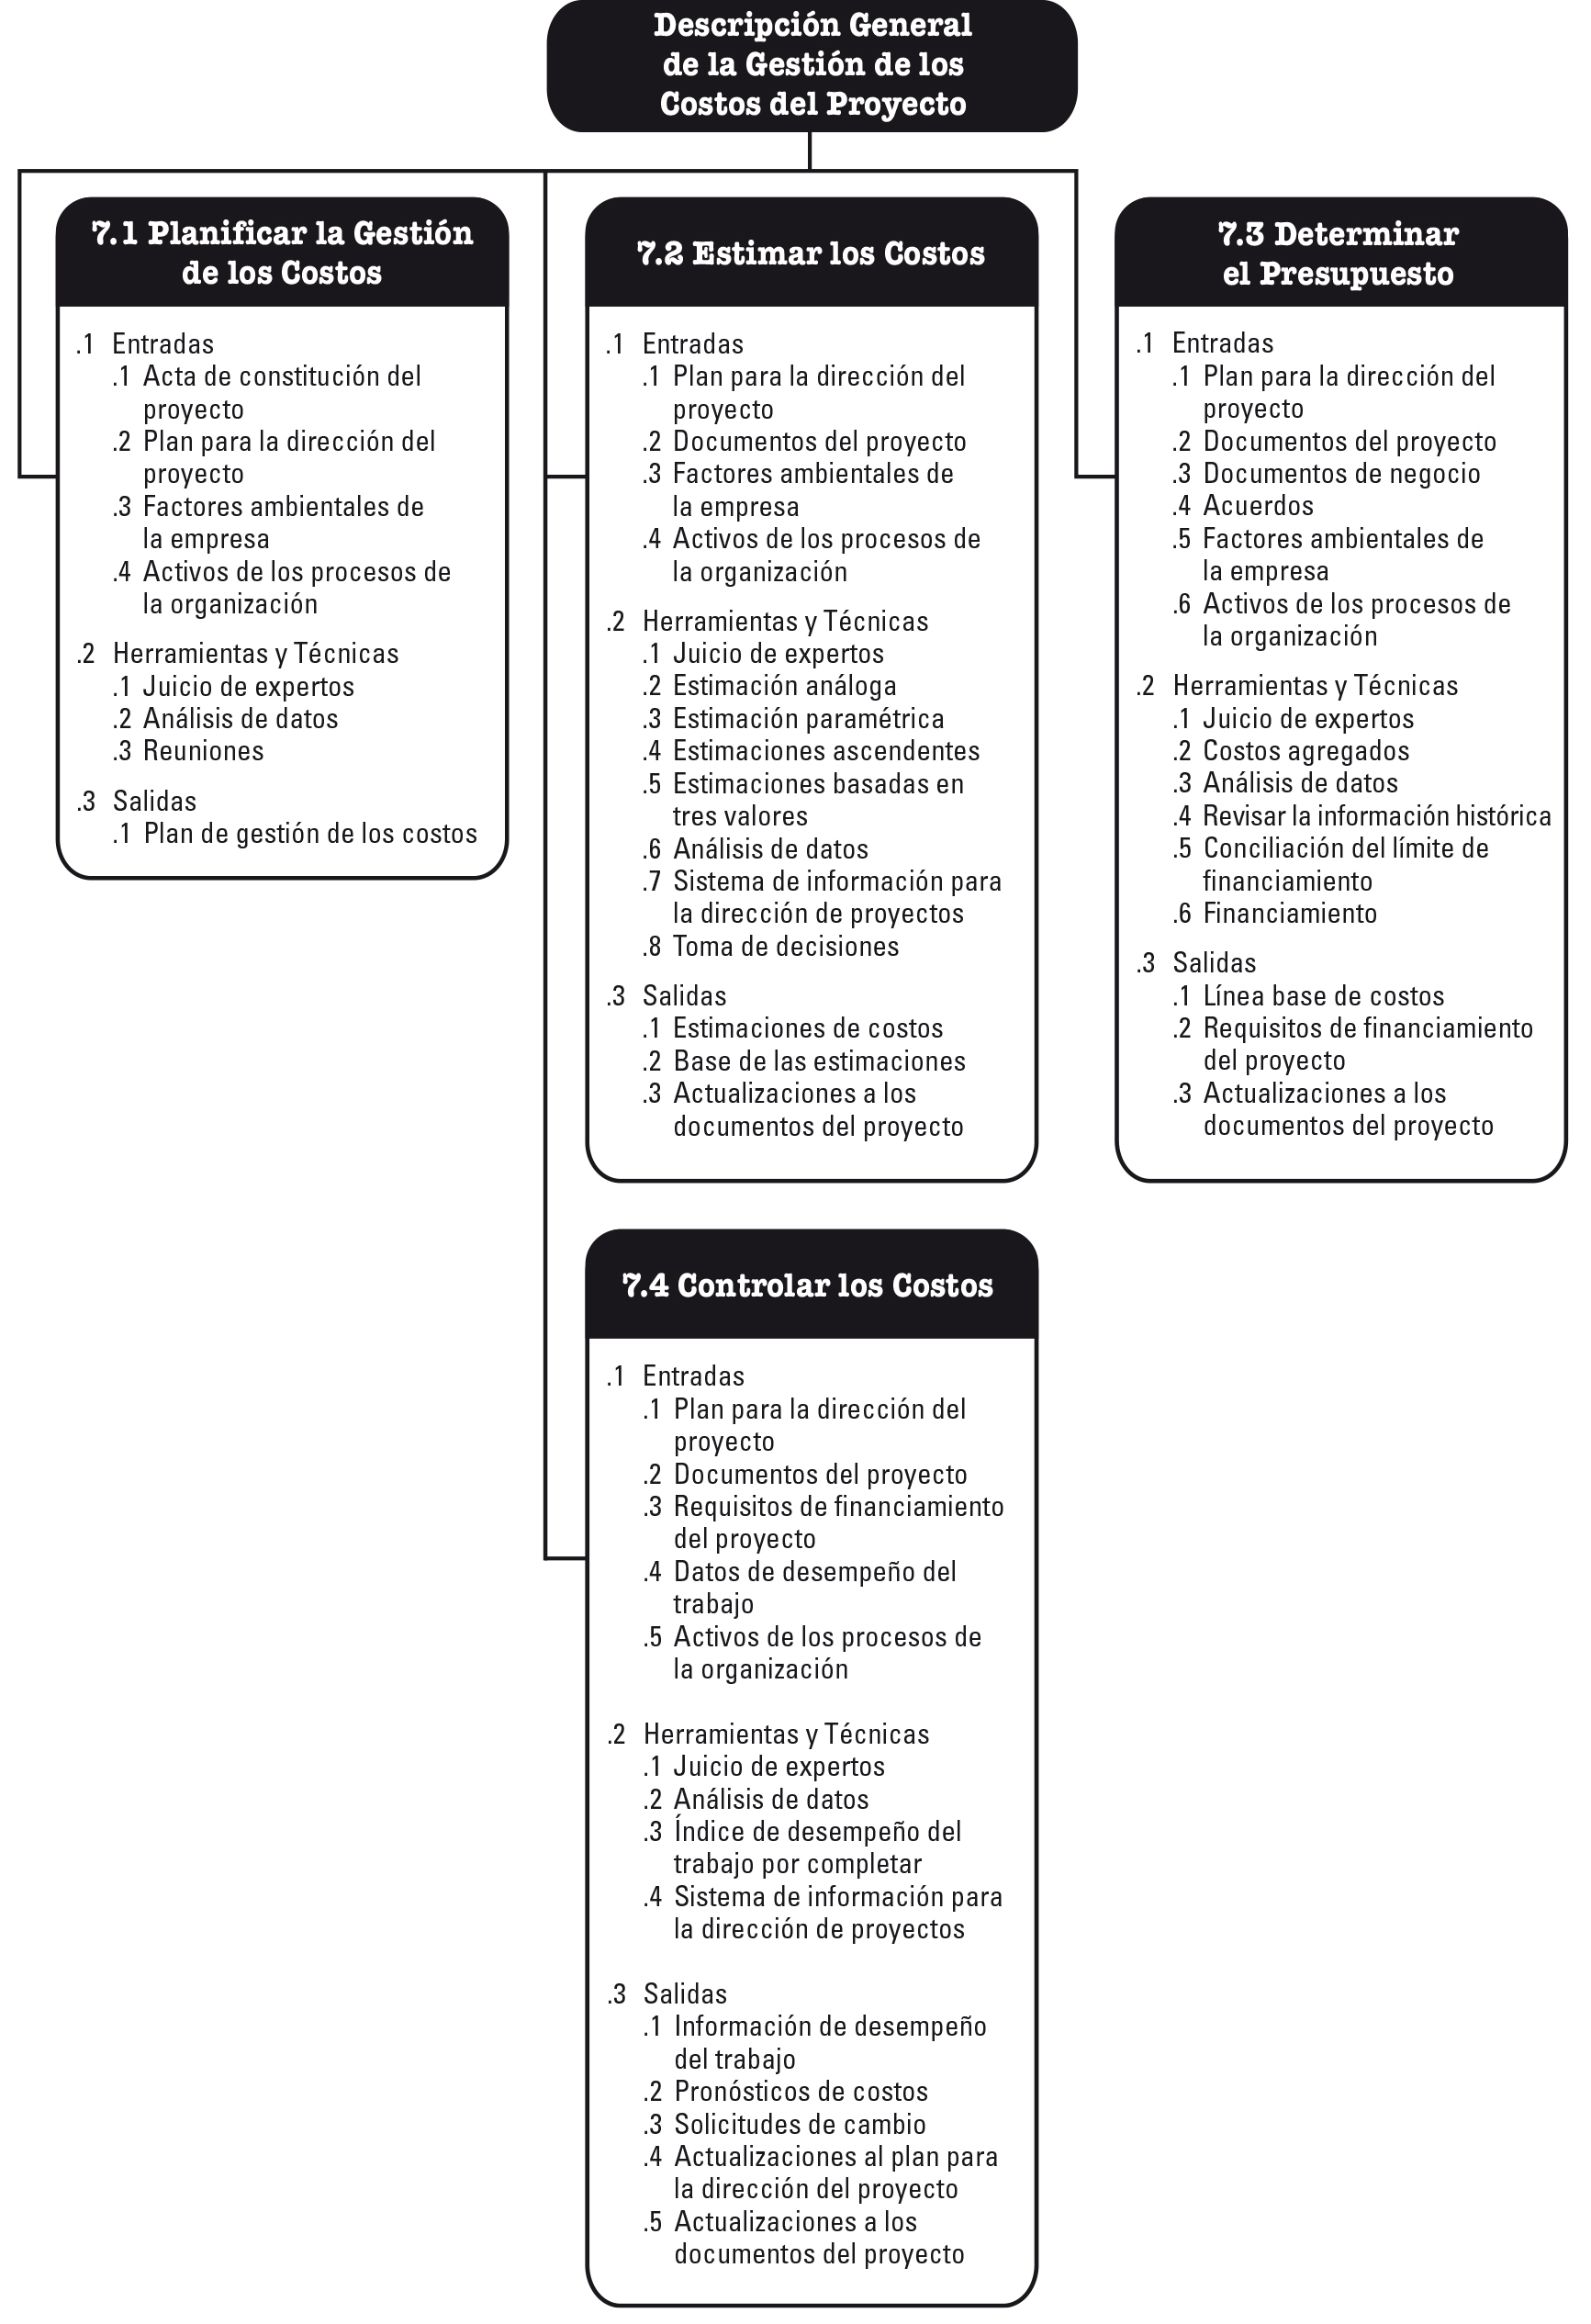 Descripción General
de la Gestión de los
Costos del Proyecto
7.1 Planificar la Gestión
de los Costos
.1 Entradas
.1 Acta de constitución del
proyecto
.2 Plan para la dirección del
proyecto
.3 Factores ambientales de
la empresa
.4 Activos de los procesos de
la organización
.2 Herramientas y Técnicas
.1 Juicio de expertos
.2 Análisis de datos
.3 Reuniones
.3 Salidas
.1 Plan de gestión de los costos
7.2 Estimar los Costos
.1 Entradas
.1 Plan para la dirección del
proyecto
.2 Documentos del proyecto
.3 Factores ambientales de
la empresa
.4 Activos de los procesos de
la organización
.2 Herramientas y Técnicas
.1 Juicio de expertos
.2 Estimación análoga
.3 Estimación paramétrica
.4 Estimaciones ascendentes
.5 Estimaciones basadas en
tres valores
.6 Análisis de datos
.7 Sistema de información para
la dirección de proyectos
.8 Toma de decisiones
.3 Salidas
.1 Estimaciones de costos
.2 Base de las estimaciones
.3 Actualizaciones a los
documentos del proyecto
7.3 Determinar
el Presupuesto
.1 Entradas
.1 Plan para la dirección del
proyecto
.2 Documentos del proyecto
.3 Documentos de negocio
.4 Acuerdos
.5 Factores ambientales de
la empresa
.6 Activos de los procesos de
la organización
.2 Herramientas y Técnicas
.1 Juicio de expertos
.2 Costos agregados
.3 Análisis de datos
.4 Revisar la información histórica
.5 Conciliación del límite de
financiamiento
.6 Financiamiento
.3 Salidas
.1 Línea base de costos
.2 Requisitos de financiamiento
del proyecto
.3 Actualizaciones a los
documentos del proyecto
7.4 Controlar los Costos
.1 Entradas
.1 Plan para la dirección del
proyecto
.2 Documentos del proyecto
.3 Requisitos de financiamiento
del proyecto
.4 Datos de desempeño del
trabajo
.5 Activos de los procesos de
la organización
.2 Herramientas y Técnicas
.1 Juicio de expertos
.2 Análisis de datos
.3 Índice de desempeño del
trabajo por completar
.4 Sistema de información para
la dirección de proyectos
.3 Salidas
.1 Información de desempeño
del trabajo
.2 Pronósticos de costos
.3 Solicitudes de cambio
.4 Actualizaciones al plan para
la dirección del proyecto
.5 Actualizaciones a los
documentos del proyecto